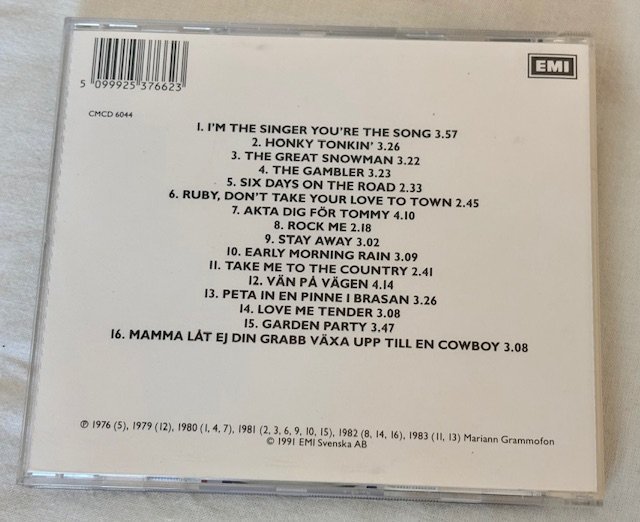 EMI
5 099925 376623
CMCD 6044
1. I'M THE SINGER YOU'RE THE SONG 3.57
2. HONKY TONKIN' 3.26
3. THE GREAT SNOWMAN 3.22
4. THE GAMBLER 3.23
5. SIX DAYS ON THE ROAD 2.33
6. RUBY, DON'T TAKE YOUR LOVE TO TOWN 2.45
7. AKTA DIG FÖR TOMMY 4.10
8. ROCK ME 2.18
9. STAY AWAY 3.02
10. EARLY MORNING RAIN 3.09
11. TAKE ME TO THE COUNTRY 2.41
12. VÄN PÅ VÄGEN 4.14
13. PETA IN EN PINNE I BRASAN 3.26
14. LOVE ME TENDER 3.08
15. GARDEN PARTY 3.47
16. MAMMA LÅT EJ DIN GRABB VÄXA UPP TILL EN COWBOY 3.08
℗ 1976 (5), 1979 (12), 1980 (1, 4, 7), 1981 (2, 3, 6, 9, 10, 15), 1982 (8, 14, 16), 1983 (11, 13) Mariann Grammofon
© 1991 EMI Svenska AB